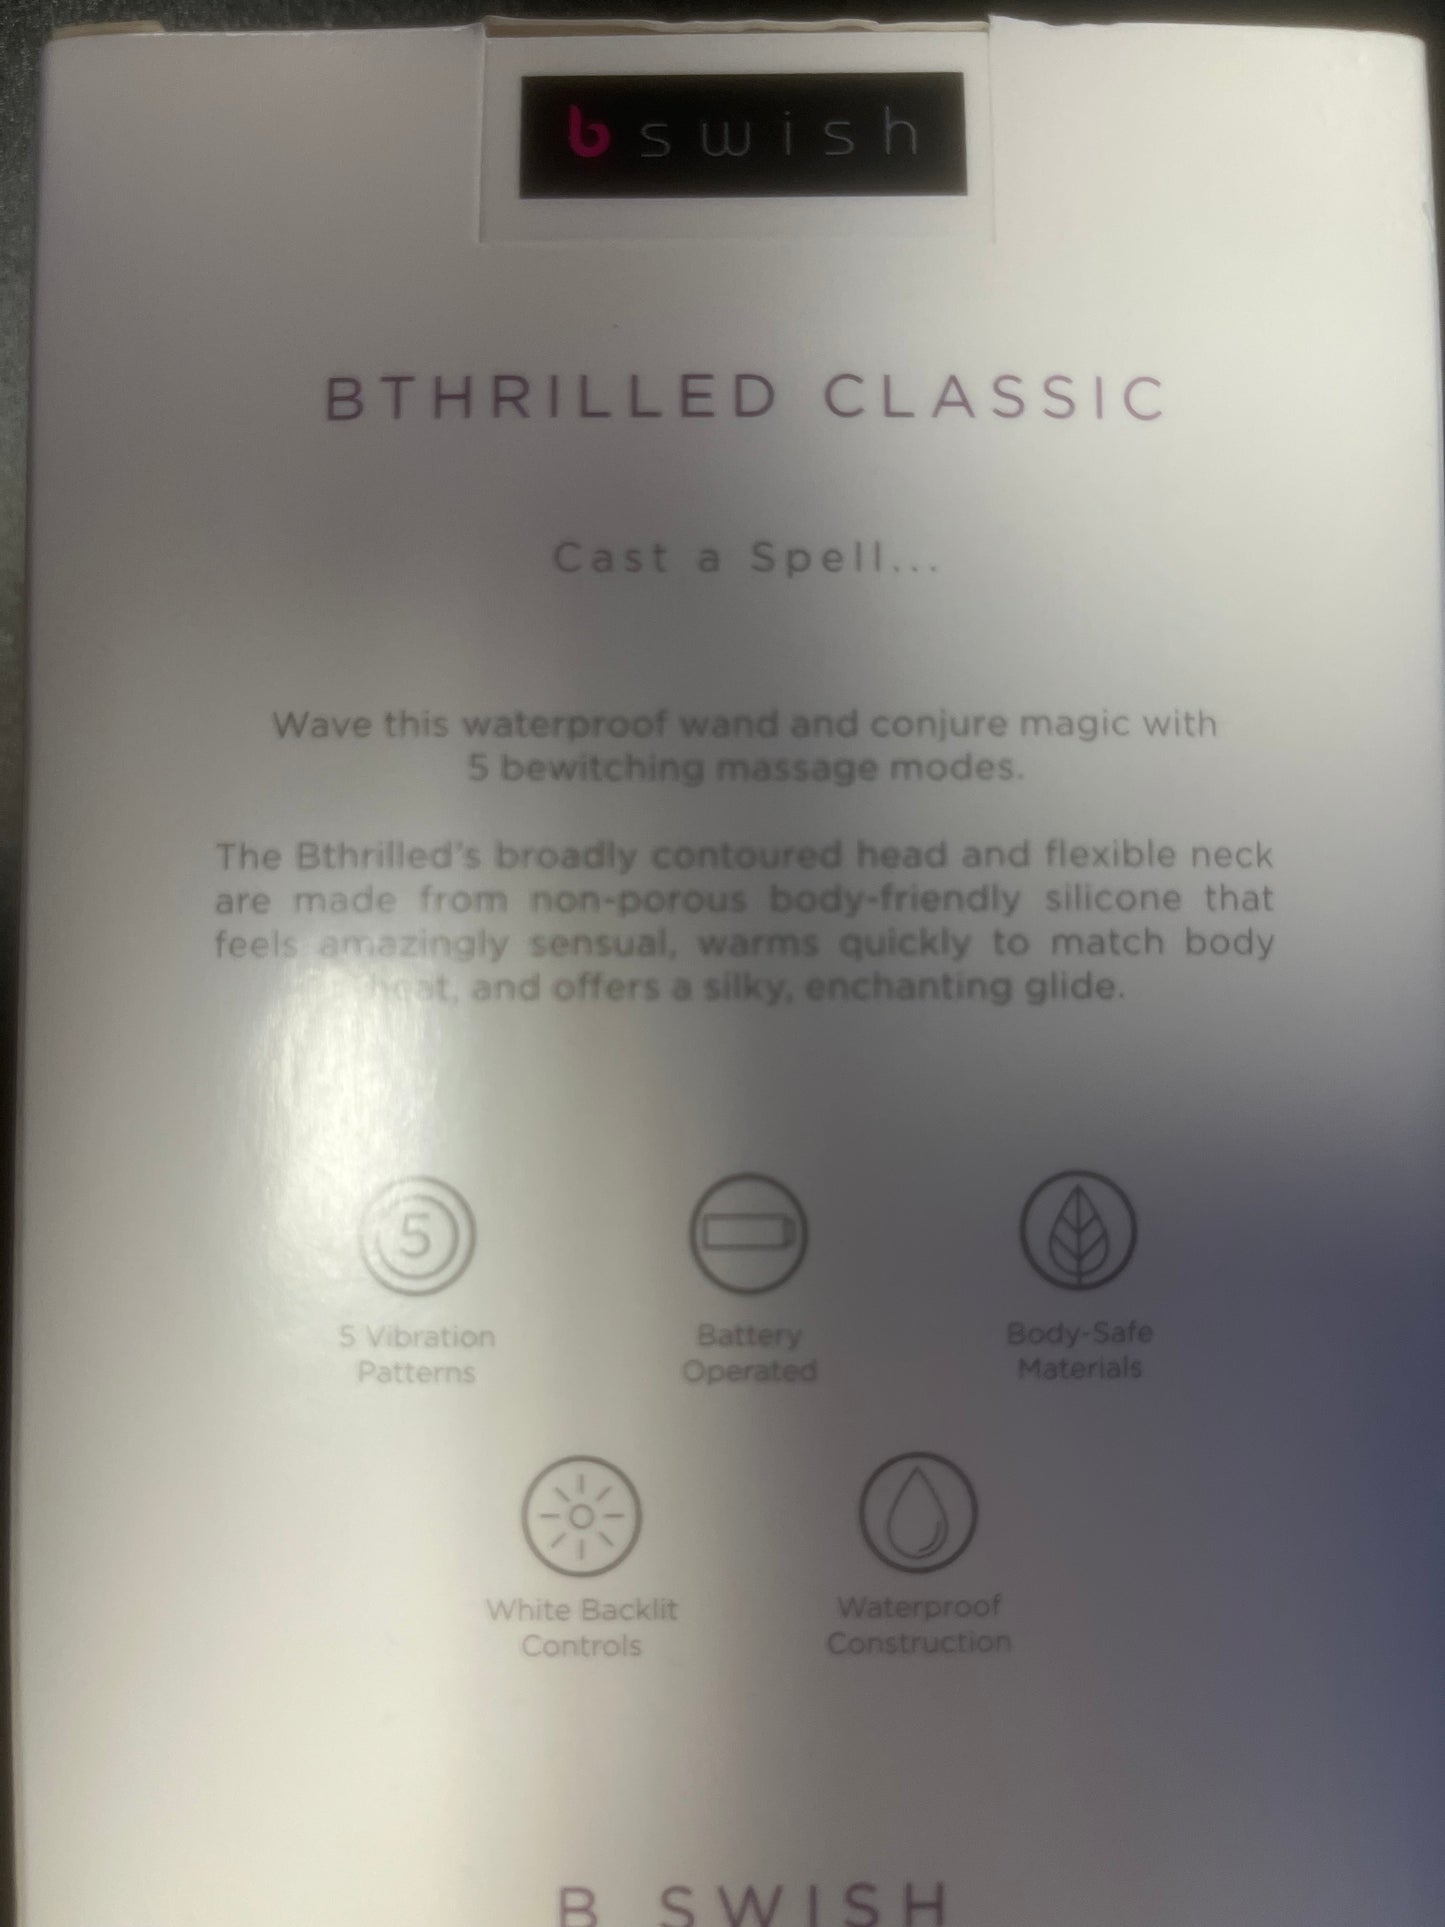 b swish
BTHRILLED CLASSIC
Cast a Spell...
Wave this waterproof wand and conjure magic with
5 bewitching massage modes.
The Bthrilled's broadly contoured head and flexible neck
are made from non-porous body-friendly silicone that
feels amazingly sensual, warms quickly to match body
heat, and offers a silky, enchanting glide.
5
5 Vibration
Patterns
Battery
Operated
Body-Safe
Materials
White Backlit
Controls
Waterproof
Construction
B SWISH